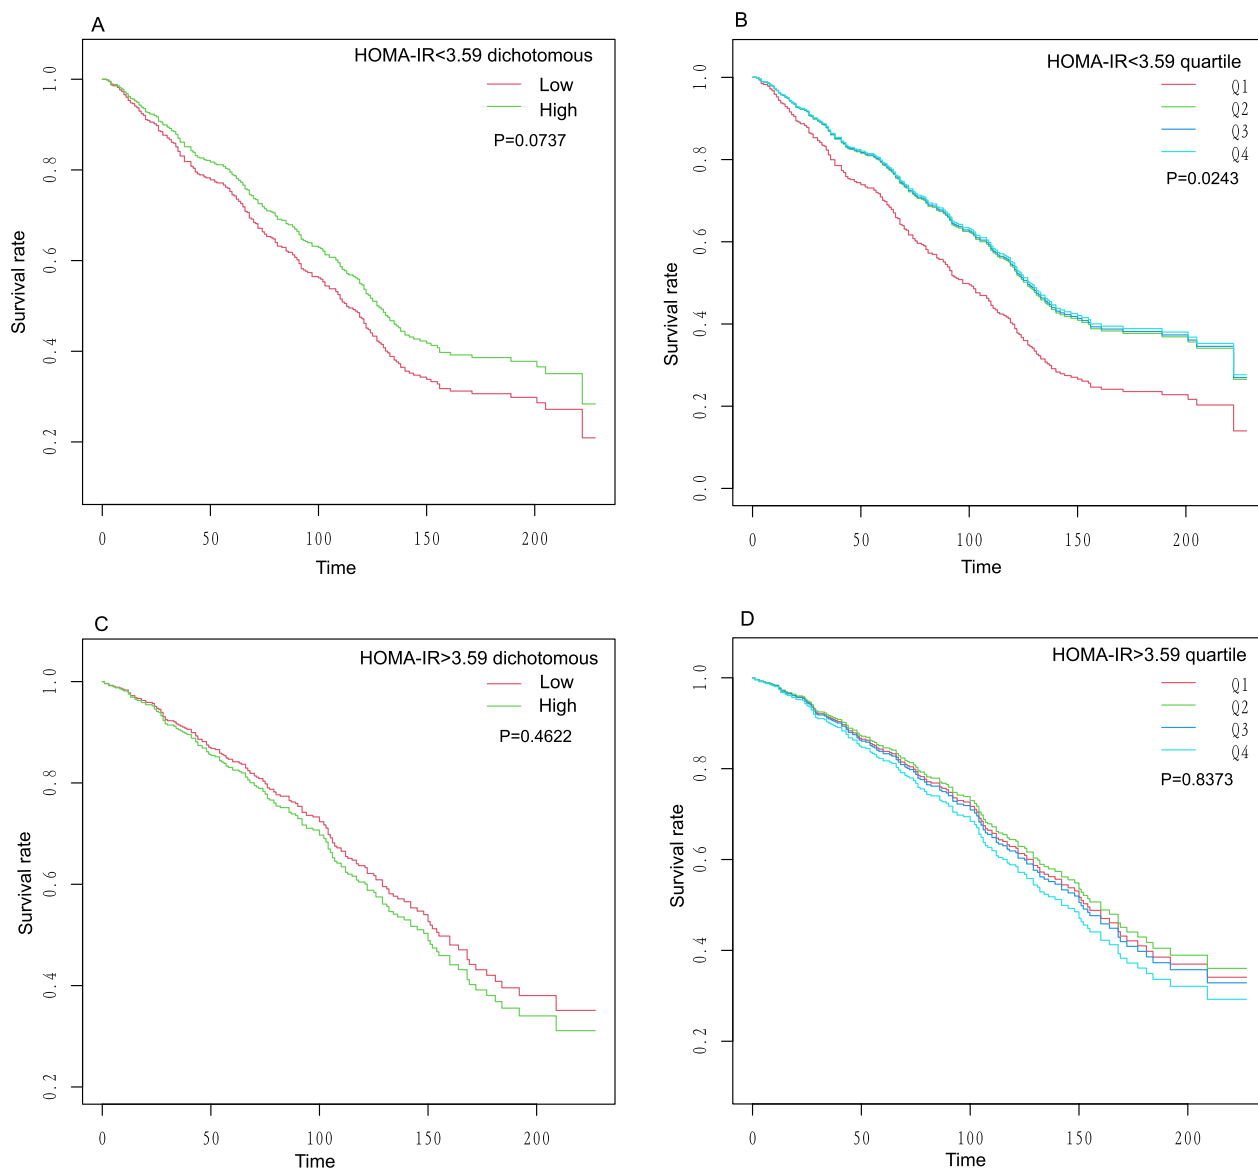 A
HOMA-IR<3.59 dichotomous
Low
High
P=0.0737
1.0
0.8
0.6
0.4
0.2
Survival rate
0 50 100 150 200
Time
B
HOMA-IR<3.59 quartile
Q1
Q2
Q3
Q4
P=0.0243
1.0
0.8
0.6
0.4
0.2
0.0
Survival rate
0 50 100 150 200
Time
C
HOMA-IR>3.59 dichotomous
Low
High
P=0.4622
1.0
0.8
0.6
0.4
0.2
Survival rate
0 50 100 150 200
Time
D
HOMA-IR>3.59 quartile
Q1
Q2
Q3
Q4
P=0.8373
1.0
0.8
0.6
0.4
0.2
Survival rate
0 50 100 150 200
Time